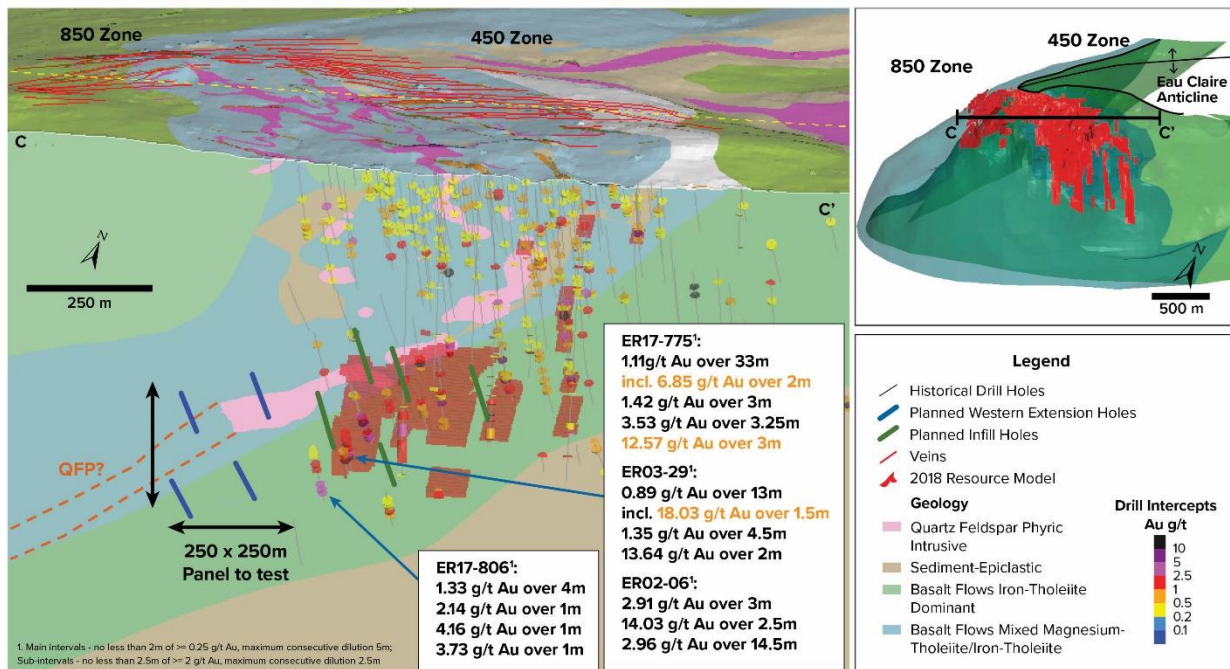 850 Zone
450 Zone
C
C'
N
250 m
QFP?
250 x 250m
Panel to test
ER17-806¹:
1.33 g/t Au over 4m
2.14 g/t Au over 1m
4.16 g/t Au over 1m
3.73 g/t Au over 1m
ER17-775¹:
1.11g/t Au over 33m
incl. 6.85 g/t Au over 2m
1.42 g/t Au over 3m
3.53 g/t Au over 3.25m
12.57 g/t Au over 3m
ER03-29¹:
0.89 g/t Au over 13m
incl. 18.03 g/t Au over 1.5m
1.35 g/t Au over 4.5m
13.64 g/t Au over 2m
ER02-06¹:
2.91 g/t Au over 3m
14.03 g/t Au over 2.5m
2.96 g/t Au over 14.5m
1. Main intervals - no less than 2m of >= 0.25 g/t Au, maximum consecutive dilution 5m;
Sub-intervals - no less than 2.5m of >= 2 g/t Au, maximum consecutive dilution 2.5m
450 Zone
850 Zone
Eau Claire
Anticline
C
C'
N
500 m
Legend
Historical Drill Holes
Planned Western Extension Holes
Planned Infill Holes
Veins
2018 Resource Model
Geology
Quartz Feldspar Phyric
Intrusive
Sediment-Epiclastic
Basalt Flows Iron-Tholeiite
Dominant
Basalt Flows Mixed Magnesium-
Tholeiite/Iron-Tholeiite
Drill Intercepts
Au g/t
10
5
2.5
1
0.5
0.2
0.1